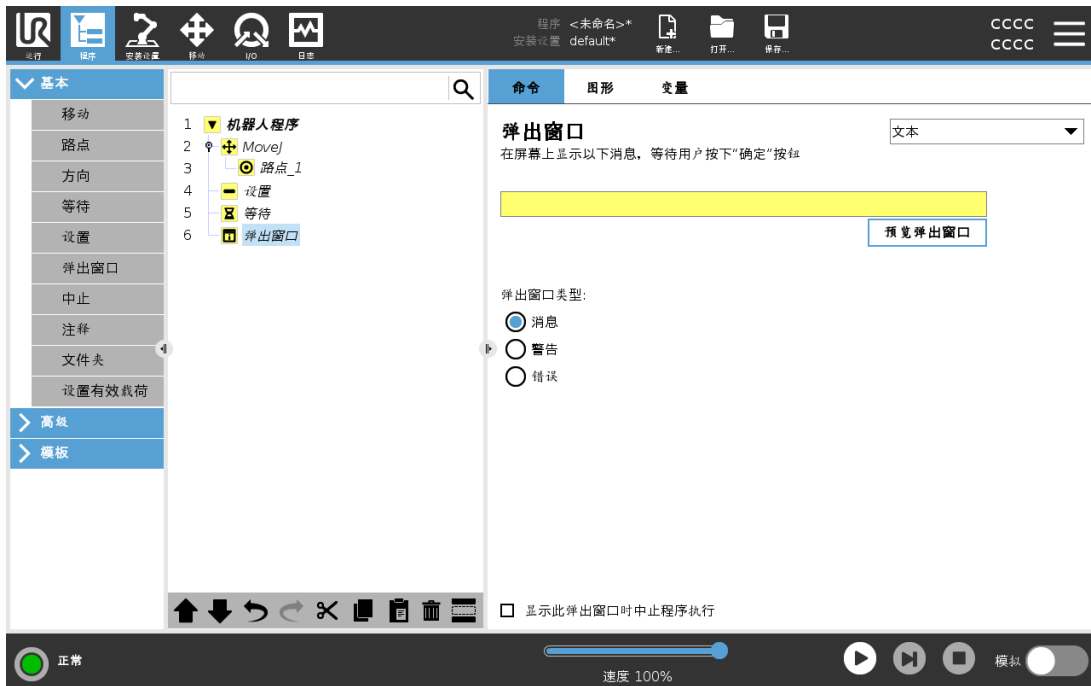 UR
运行
程序
安装设置
移动
I/O
日志
程序 <未命名>*
安装设置 default*
新建...
打开...
保存...
CCCC
CCCC
基本
移动
路点
方向
等待
设置
弹出窗口
中止
注释
文件夹
设置有效载荷
高级
模板
1 机器人程序
2 MoveJ
3 路点_1
4 设置
5 等待
6 弹出窗口
命令 图形 变量
弹出窗口
文本
在屏幕上显示以下消息，等待用户按下“确定”按钮
预览弹出窗口
弹出窗口类型:
消息
警告
错误
显示此弹出窗口时中止程序执行
正常
速度 100%
模拟